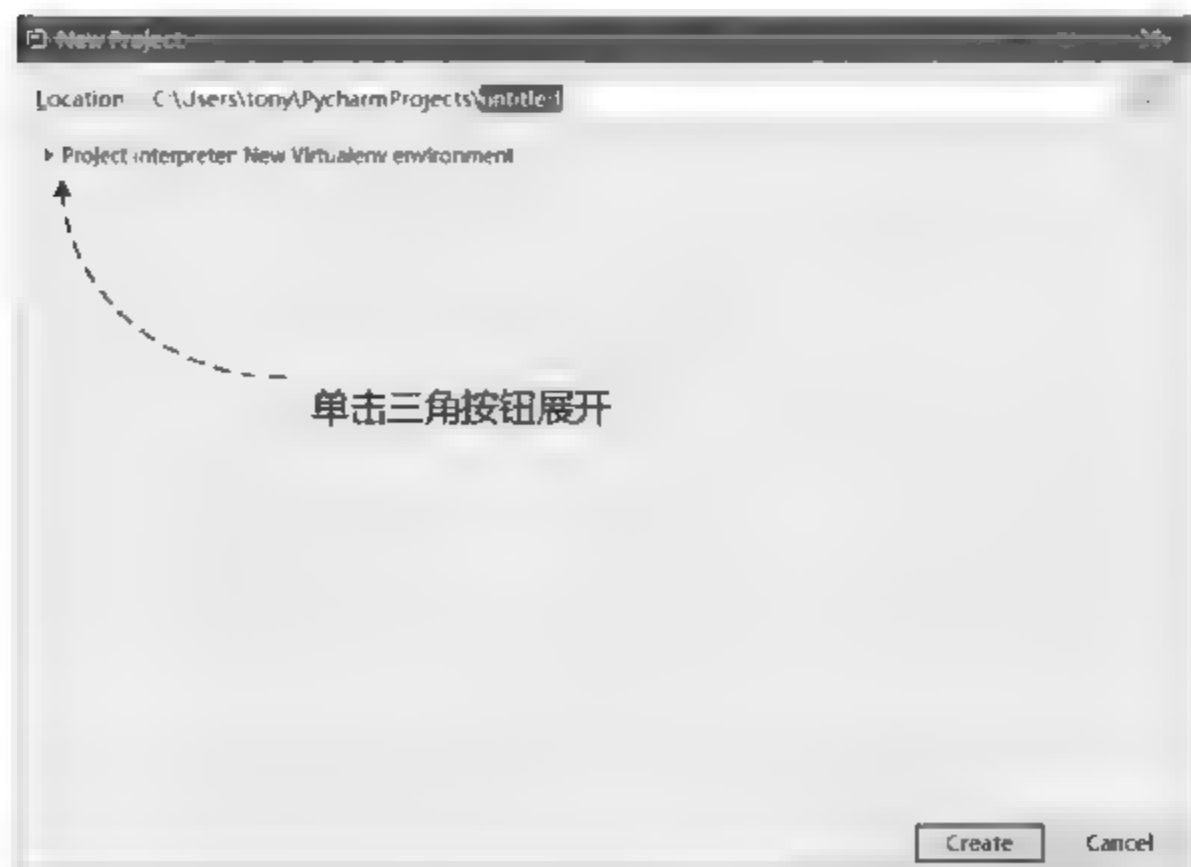 New Project
Location C:\Users\tony\PycharmProjects\untitled
Project Interpreter: New Virtualenv environment
单击三角按钮展开
Create Cancel